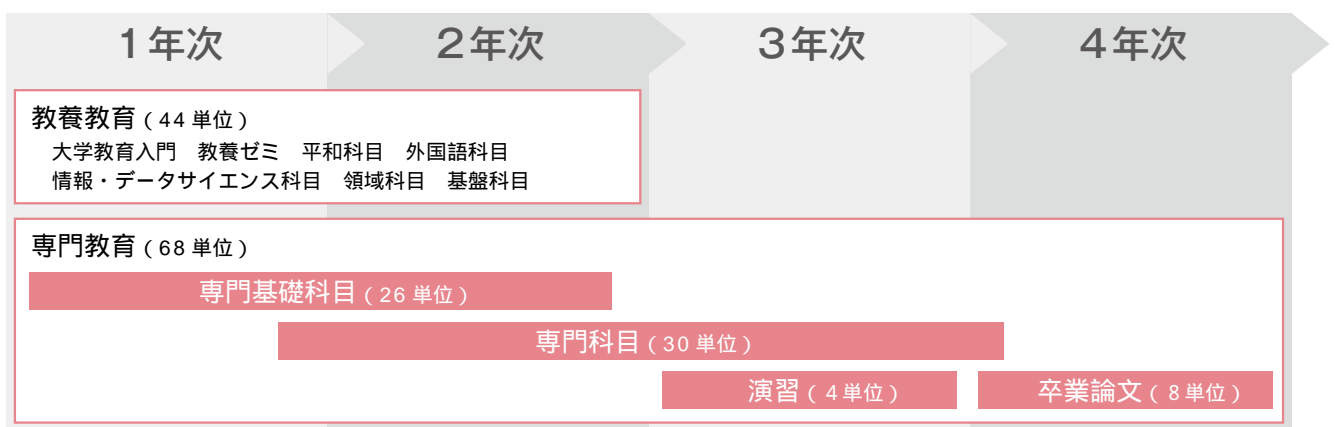 1年次 2年次 3年次 4年次
教養教育(44単位)
大学教育入門 教養ゼミ 平和科目 外国語科目
情報・データサイエンス科目 領域科目 基盤科目
専門教育(68単位)
専門基礎科目(26単位)
専門科目(30単位)
演習(4単位) 卒業論文(8単位)